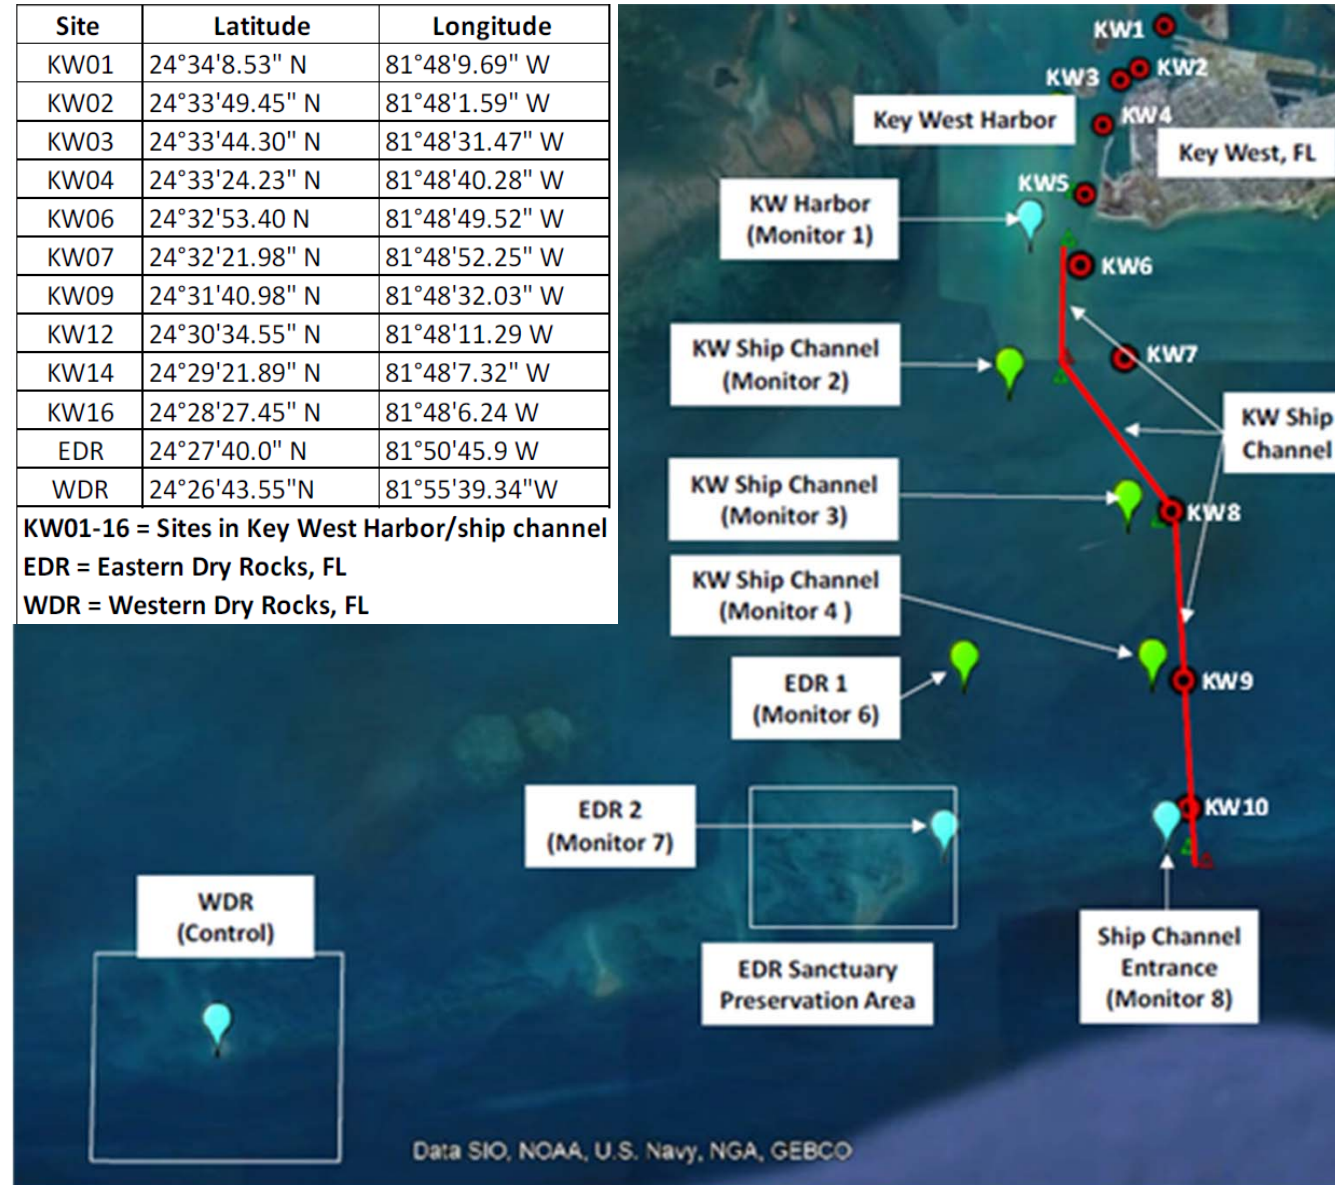 Site Latitude Longitude
KW01 24°34'8.53" N 81°48'9.69" W
KW02 24°33'49.45" N 81°48'1.59" W
KW03 24°33'44.30" N 81°48'31.47" W
KW04 24°33'24.23" N 81°48'40.28" W
KW06 24°32'53.40 N 81°48'49.52" W
KW07 24°32'21.98" N 81°48'52.25" W
KW09 24°31'40.98" N 81°48'32.03" W
KW12 24°30'34.55" N 81°48'11.29 W
KW14 24°29'21.89" N 81°48'7.32" W
KW16 24°28'27.45" N 81°48'6.24 W
EDR 24°27'40.0" N 81°50'45.9 W
WDR 24°26'43.55"N 81°55'39.34"W
KW01-16 = Sites in Key West Harbor/ship channel
EDR = Eastern Dry Rocks, FL
WDR = Western Dry Rocks, FL
KW1
KW2
KW3
KW4
Key West Harbor
Key West, FL
KW5
KW Harbor
(Monitor 1)
KW6
KW Ship Channel
(Monitor 2)
KW7
KW Ship
Channel
KW Ship Channel
(Monitor 3)
KW8
KW Ship Channel
(Monitor 4 )
EDR 1
(Monitor 6)
KW9
EDR 2
(Monitor 7)
KW10
WDR
(Control)
EDR Sanctuary
Preservation Area
Ship Channel
Entrance
(Monitor 8)
Data SIO, NOAA, U.S. Navy, NGA, GEBCO